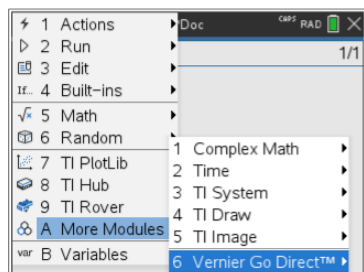 1 Actions
2 Run
3 Edit
If... 4 Built-ins
5 Math
6 Random
7 TI PlotLib
8 TI Hub
9 TI Rover
A More Modules
var B Variables
Doc
CAPS RAD
1/1
1 Complex Math
2 Time
3 TI System
4 TI Draw
5 TI Image
6 Vernier Go Direct™